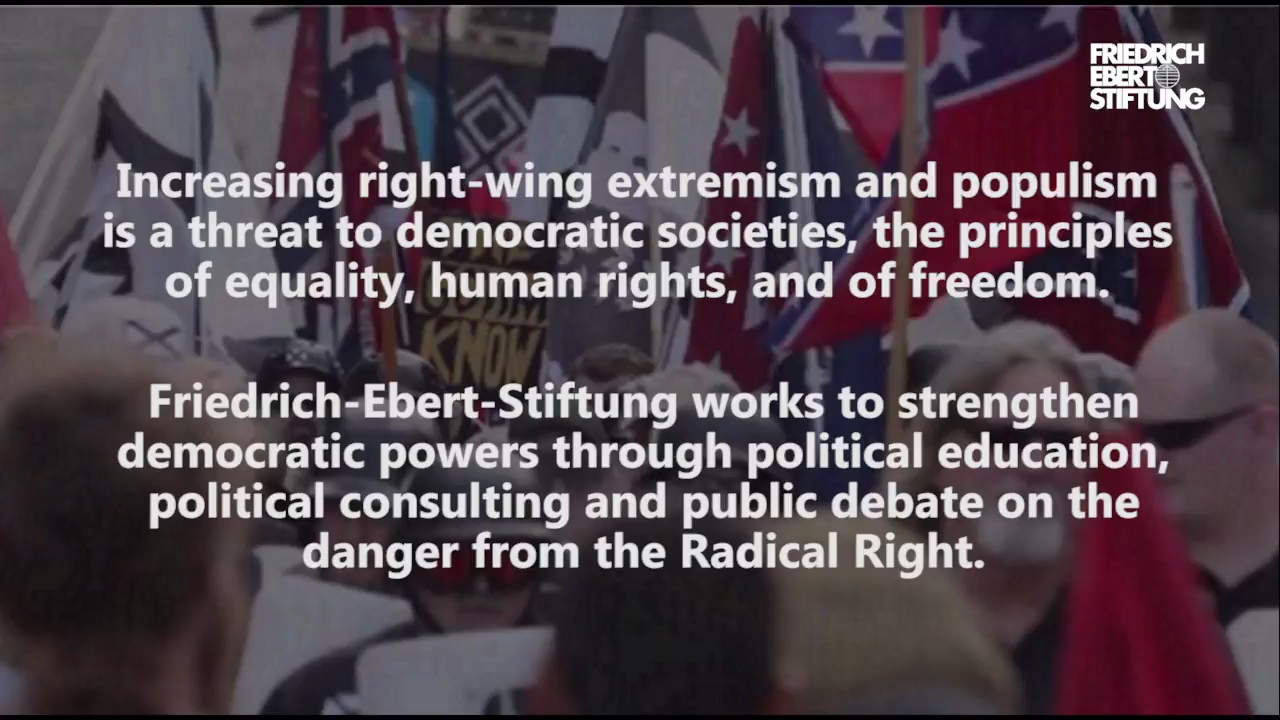 FRIEDRICH
EBERT
STIFTUNG
Increasing right-wing extremism and populism
is a threat to democratic societies, the principles
of equality, human rights, and of freedom.
KNOW
Friedrich-Ebert-Stiftung works to strengthen
democratic powers through political education,
political consulting and public debate on the
danger from the Radical Right.